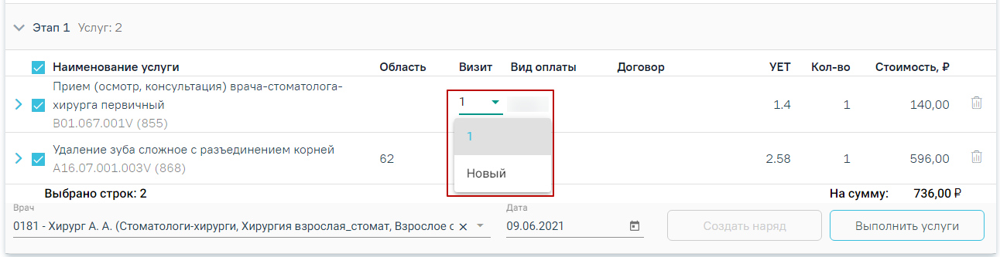 Этап 1 Услуг: 2
Наименование услуги Область Визит Вид оплаты Договор УЕТ Кол-во Стоимость, ₽
Прием (осмотр, консультация) врача-стоматолога-
хирурга первичный
B01.067.001V (855)
1
1.4 1 140,00
1
Удаление зуба сложное с разъединением корней
A16.07.001.003V (868)
62 2.58 1 596,00
Новый
Выбрано строк: 2 На сумму: 736,00 ₽
Врач Дата
0181 - Хирург А. А. (Стоматологи-хирурги, Хирургия взрослая_стомат, Взрослое 09.06.2021 Создать наряд Выполнить услуги